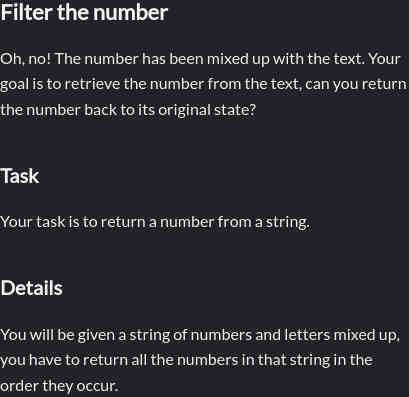 Filter the number
Oh, no! The number has been mixed up with the text. Your
goal is to retrieve the number from the text, can you return
the number back to its original state?
Task
Your task is to return a number from a string.
Details
You will be given a string of numbers and letters mixed up,
you have to return all the numbers in that string in the
order they occur.